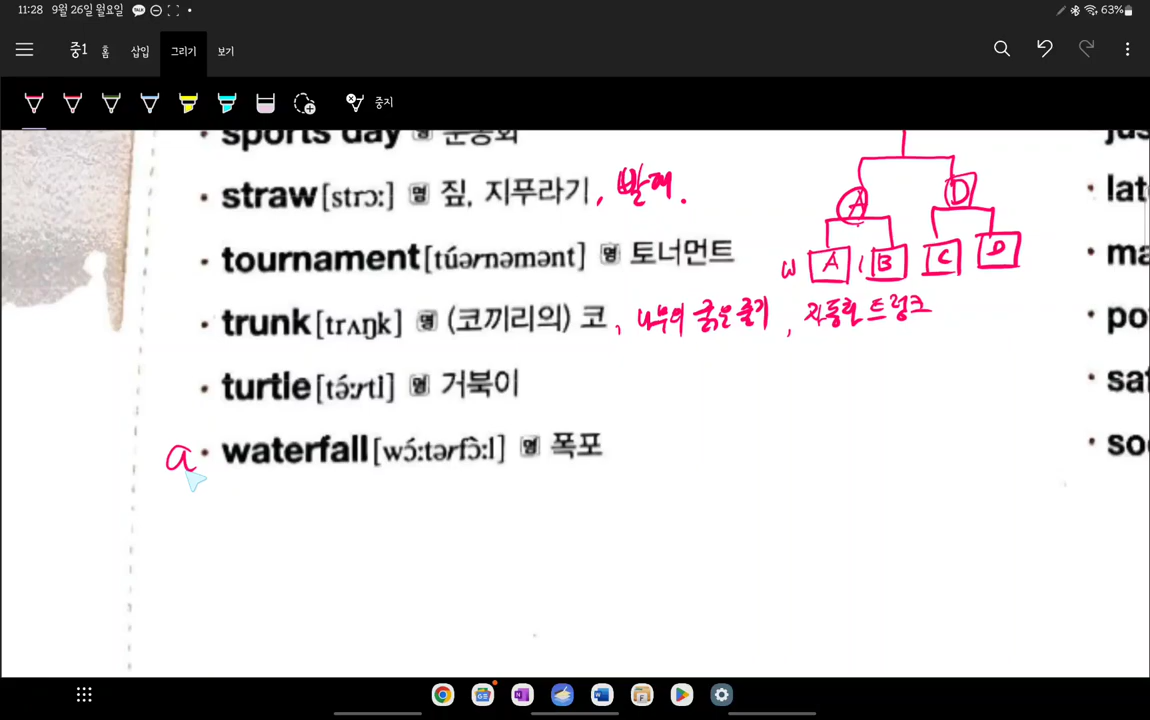 11:28 9월 26일 월요일 63%
중1 홈 삽입 그리기 보기
중지
sports day 명 운동회
straw[strɔː] 명 짚, 지푸라기, 빨대.
tournament[túərnəmənt] 명 토너먼트
trunk[trʌŋk] 명 (코끼리의) 코, 나무의 굵은 줄기, 자동차 트렁크
turtle[tə́ːrtl] 명 거북이
a waterfall[wɔ́ːtərfɔ̀ːl] 명 폭포
A D
W A B C D
jus
lat
ma
po
sat
so